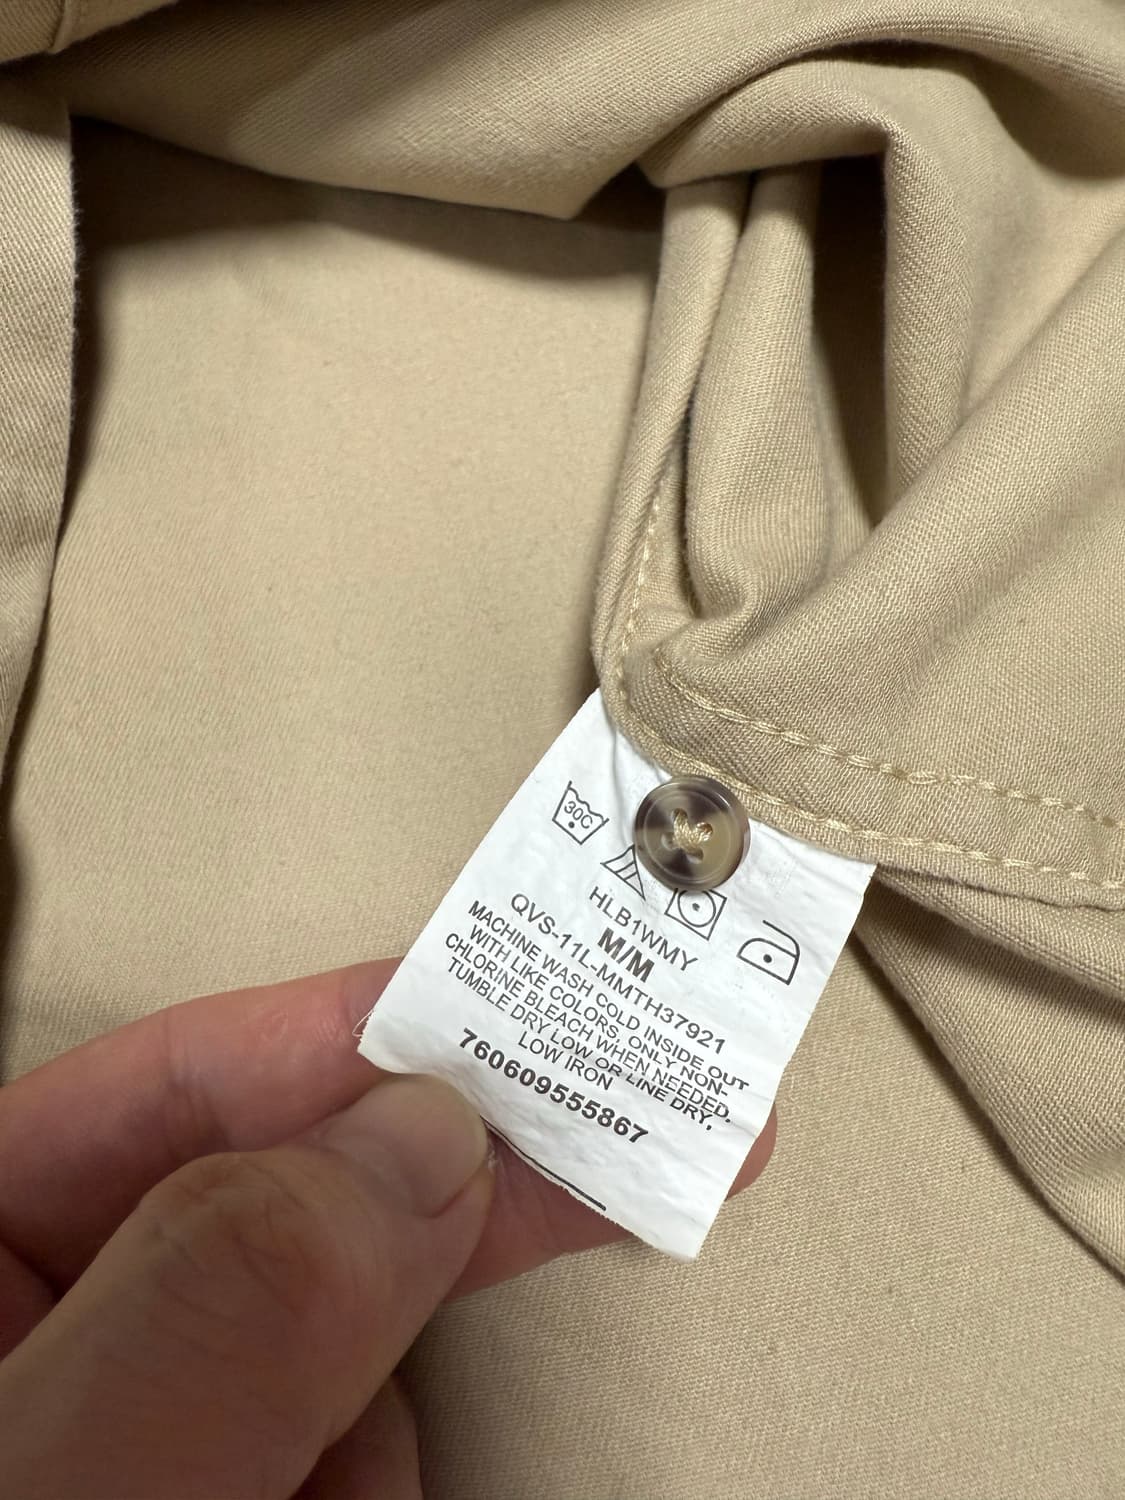 30C
HLB1WMY
M/M
QVS-11L-MMTH37921
MACHINE WASH COLD INSIDE OUT
WITH LIKE COLORS, ONLY NON-
CHLORINE BLEACH WHEN NEEDED.
TUMBLE DRY LOW OR LINE DRY,
LOW IRON
760609555867